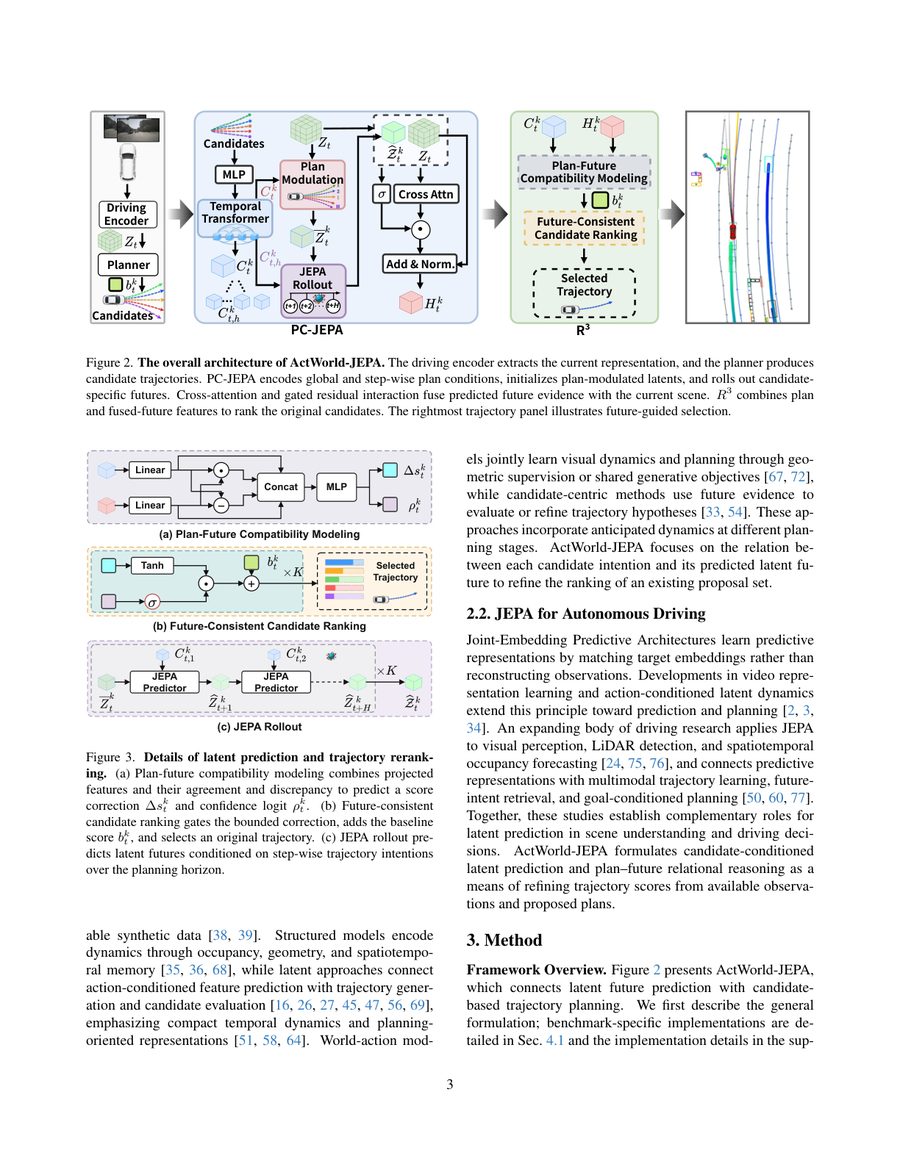 Candidates
MLP
Temporal
Transformer
Z_t
Plan
Modulation
C_t^k
\overline{Z}_t^k
C_{t,h}^k
C_t^k
C_{t,h}^k
JEPA
Rollout
t+1 t+2 ... t+H
\widehat{Z}_t^k Z_t
σ
Cross Attn
Add & Norm.
H_t^k
PC-JEPA
Driving
Encoder
Z_t
Planner
b_t^k
Candidates
C_t^k H_t^k
Plan-Future
Compatibility Modeling
b_t^k
Future-Consistent
Candidate Ranking
Selected
Trajectory
R^3
Figure 2. The overall architecture of ActWorld-JEPA. The driving encoder extracts the current representation, and the planner produces
candidate trajectories. PC-JEPA encodes global and step-wise plan conditions, initializes plan-modulated latents, and rolls out candidate-
specific futures. Cross-attention and gated residual interaction fuse predicted future evidence with the current scene. R^3 combines plan
and fused-future features to rank the original candidates. The rightmost trajectory panel illustrates future-guided selection.
Linear
Linear
Concat
MLP
Δs_t^k
ρ_t^k
(a) Plan-Future Compatibility Modeling
Tanh
σ
b_t^k
×K
Selected
Trajectory
(b) Future-Consistent Candidate Ranking
C_{t,1}^k
C_{t,2}^k
JEPA
Predictor
JEPA
Predictor
×K
\overline{Z}_t^k
\widehat{Z}_{t+1}^k
\widehat{Z}_{t+H}^k
\widehat{Z}_t^k
(c) JEPA Rollout
Figure 3. Details of latent prediction and trajectory rerank-
ing. (a) Plan-future compatibility modeling combines projected
features and their agreement and discrepancy to predict a score
correction Δs_t^k and confidence logit ρ_t^k. (b) Future-consistent
candidate ranking gates the bounded correction, adds the baseline
score b_t^k, and selects an original trajectory. (c) JEPA rollout pre-
dicts latent futures conditioned on step-wise trajectory intentions
over the planning horizon.
able synthetic data [38, 39]. Structured models encode
dynamics through occupancy, geometry, and spatiotempo-
ral memory [35, 36, 68], while latent approaches connect
action-conditioned feature prediction with trajectory gener-
ation and candidate evaluation [16, 26, 27, 45, 47, 56, 69],
emphasizing compact temporal dynamics and planning-
oriented representations [51, 58, 64]. World-action mod-
els jointly learn visual dynamics and planning through geo-
metric supervision or shared generative objectives [67, 72],
while candidate-centric methods use future evidence to
evaluate or refine trajectory hypotheses [33, 54]. These ap-
proaches incorporate anticipated dynamics at different plan-
ning stages. ActWorld-JEPA focuses on the relation be-
tween each candidate intention and its predicted latent fu-
ture to refine the ranking of an existing proposal set.
2.2. JEPA for Autonomous Driving
Joint-Embedding Predictive Architectures learn predictive
representations by matching target embeddings rather than
reconstructing observations. Developments in video repre-
sentation learning and action-conditioned latent dynamics
extend this principle toward prediction and planning [2, 3,
34]. An expanding body of driving research applies JEPA
to visual perception, LiDAR detection, and spatiotemporal
occupancy forecasting [24, 75, 76], and connects predictive
representations with multimodal trajectory learning, future-
intent retrieval, and goal-conditioned planning [50, 60, 77].
Together, these studies establish complementary roles for
latent prediction in scene understanding and driving deci-
sions. ActWorld-JEPA formulates candidate-conditioned
latent prediction and plan–future relational reasoning as a
means of refining trajectory scores from available observa-
tions and proposed plans.
3. Method
Framework Overview. Figure 2 presents ActWorld-JEPA,
which connects latent future prediction with candidate-
based trajectory planning. We first describe the general
formulation; benchmark-specific implementations are de-
tailed in Sec. 4.1 and the implementation details in the sup-
3